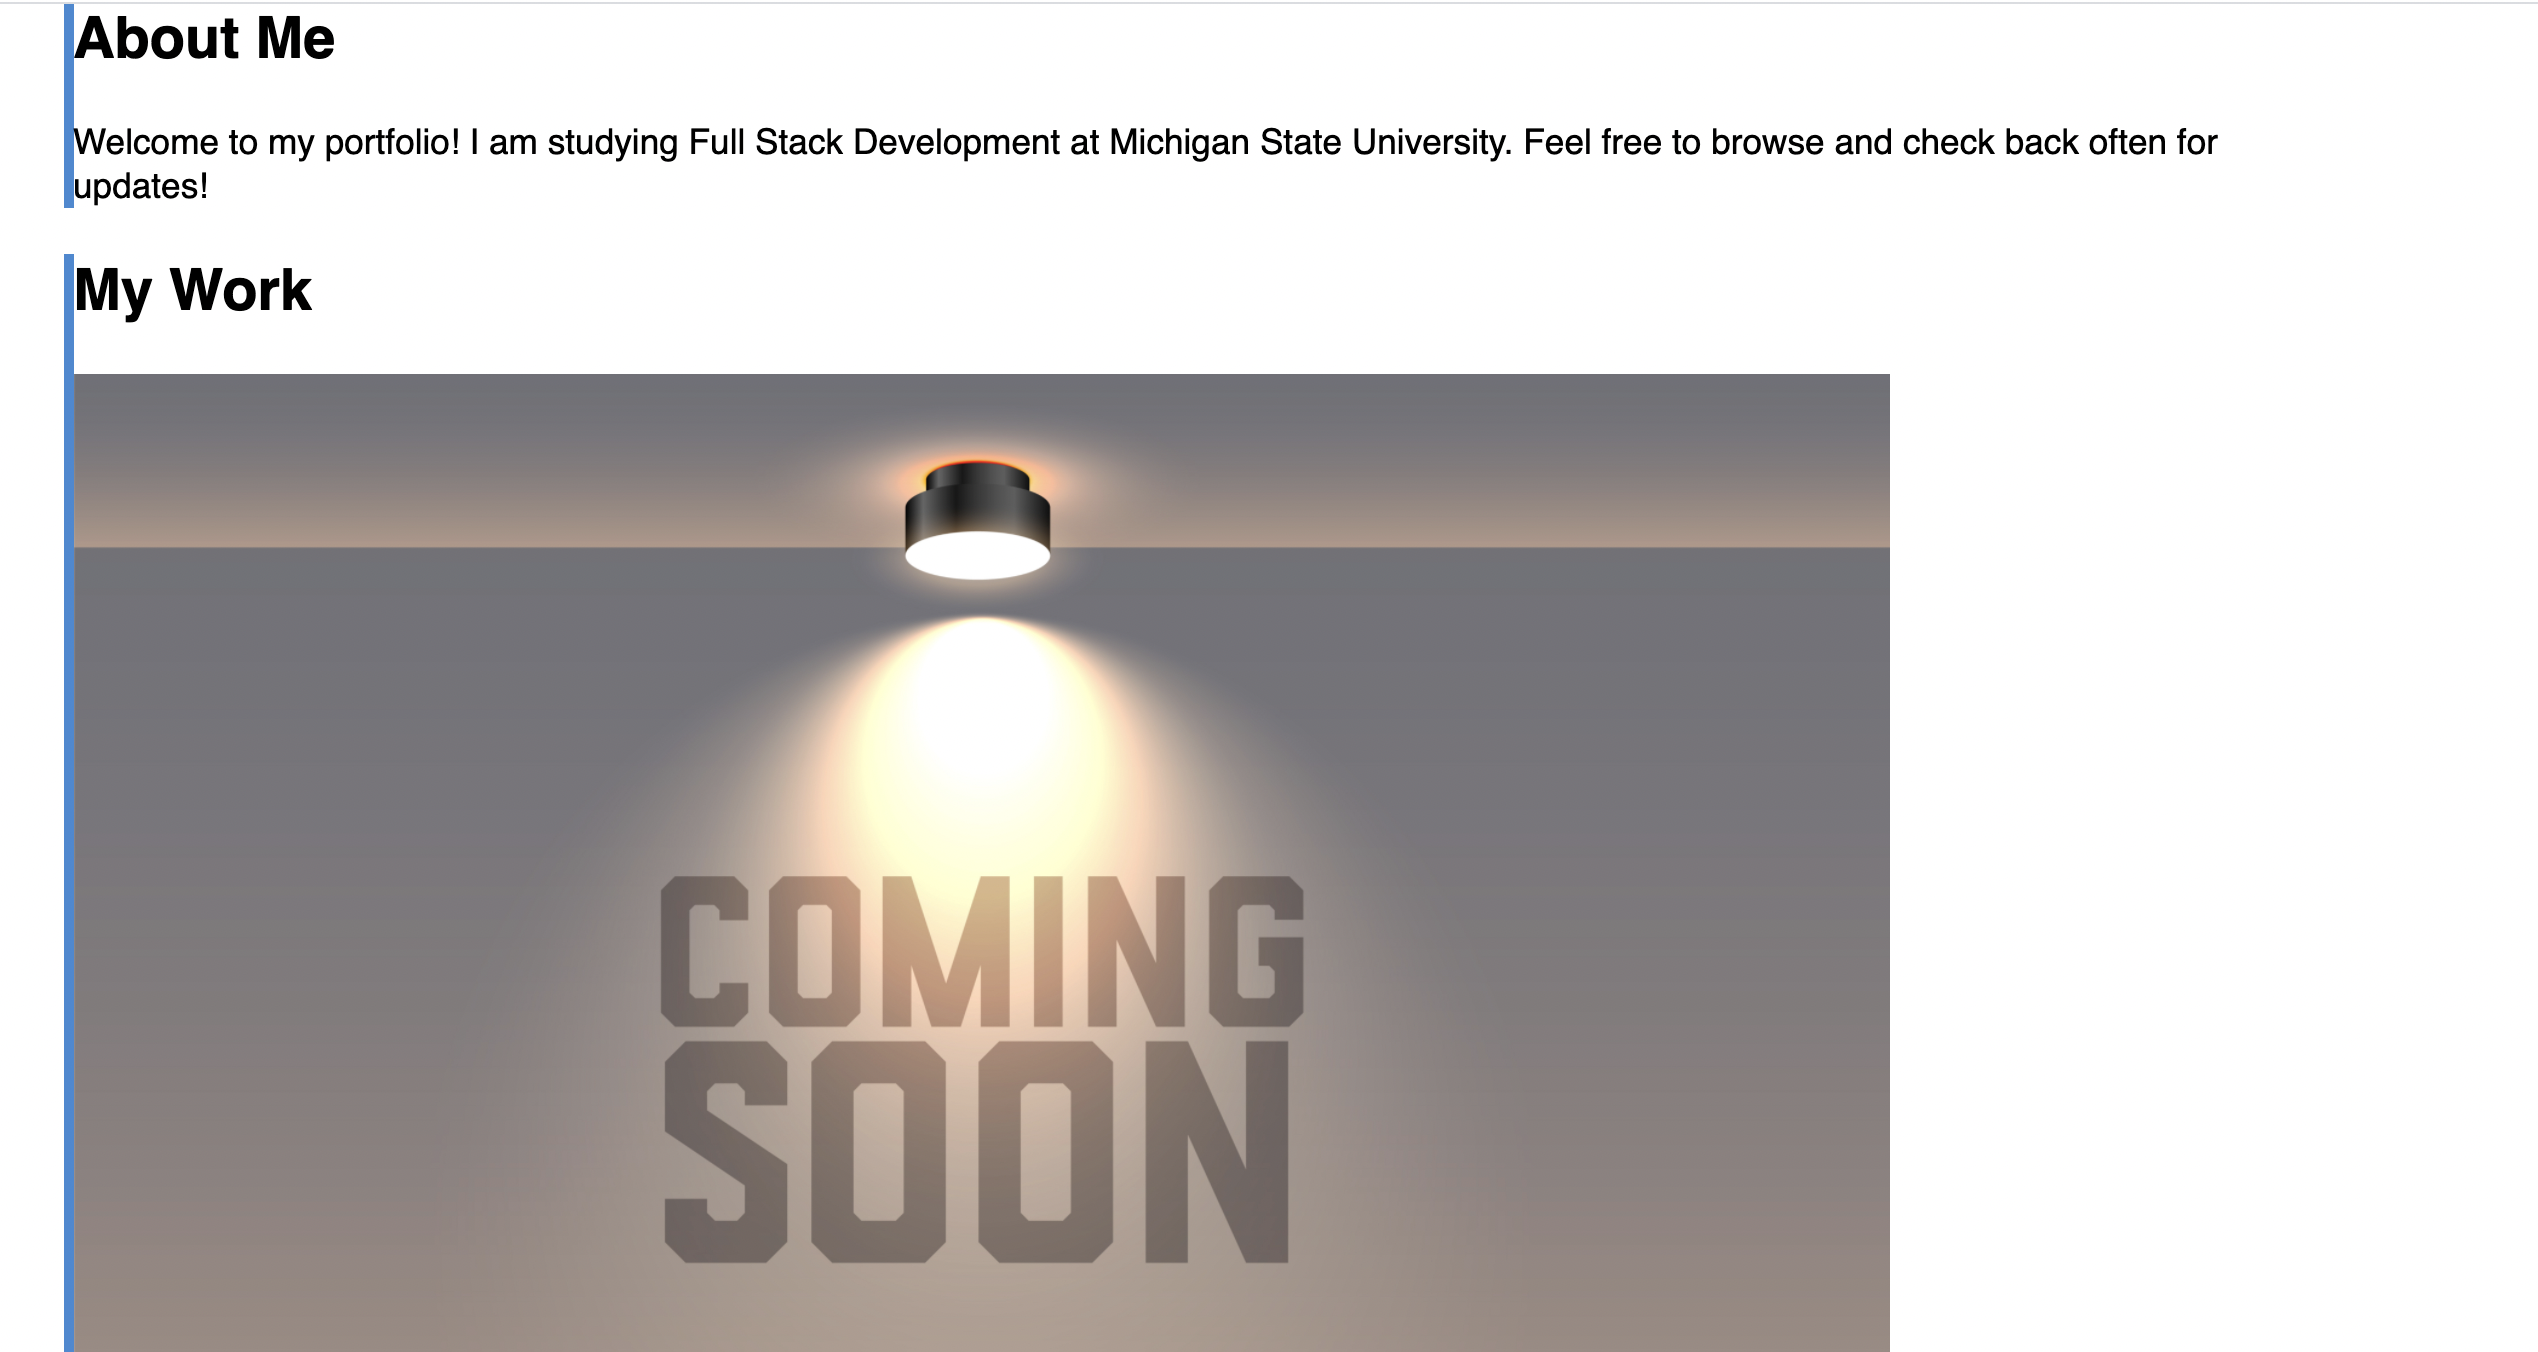 About Me
Welcome to my portfolio! I am studying Full Stack Development at Michigan State University. Feel free to browse and check back often for
updates!
My Work
COMING
SOON